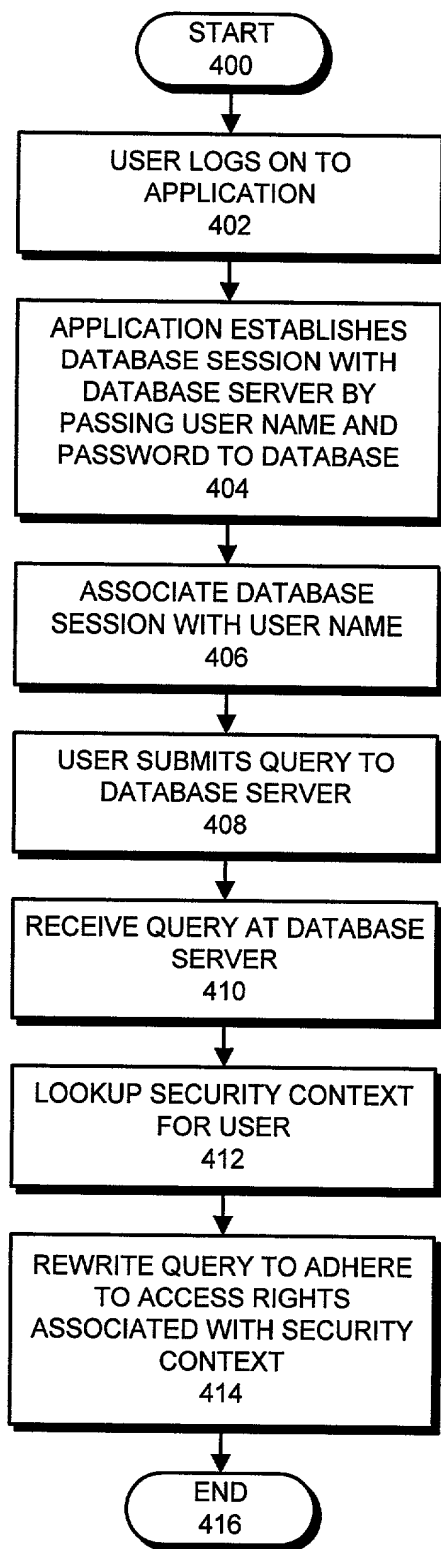 START
400
USER LOGS ON TO
APPLICATION
402
APPLICATION ESTABLISHES
DATABASE SESSION WITH
DATABASE SERVER BY
PASSING USER NAME AND
PASSWORD TO DATABASE
404
ASSOCIATE DATABASE
SESSION WITH USER NAME
406
USER SUBMITS QUERY TO
DATABASE SERVER
408
RECEIVE QUERY AT DATABASE
SERVER
410
LOOKUP SECURITY CONTEXT
FOR USER
412
REWRITE QUERY TO ADHERE
TO ACCESS RIGHTS
ASSOCIATED WITH SECURITY
CONTEXT
414
END
416